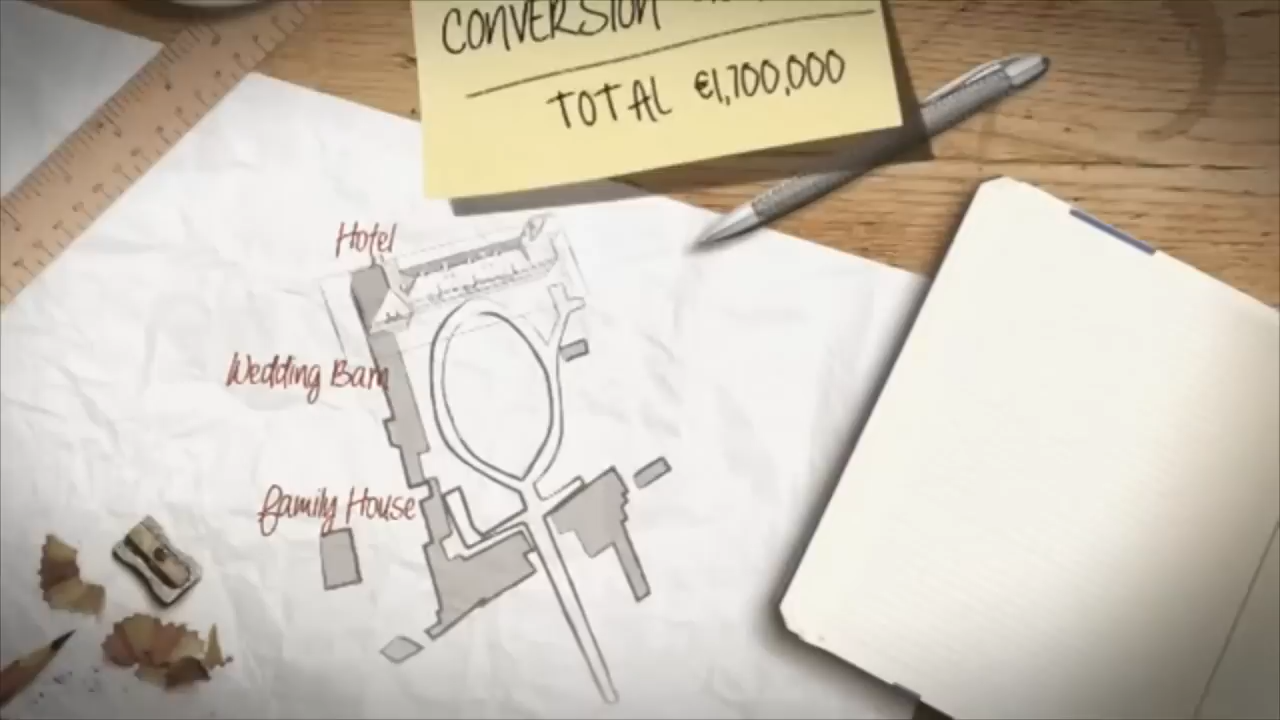 CONVERSION
TOTAL €1,700,000
Hotel
Wedding Barn
Family House